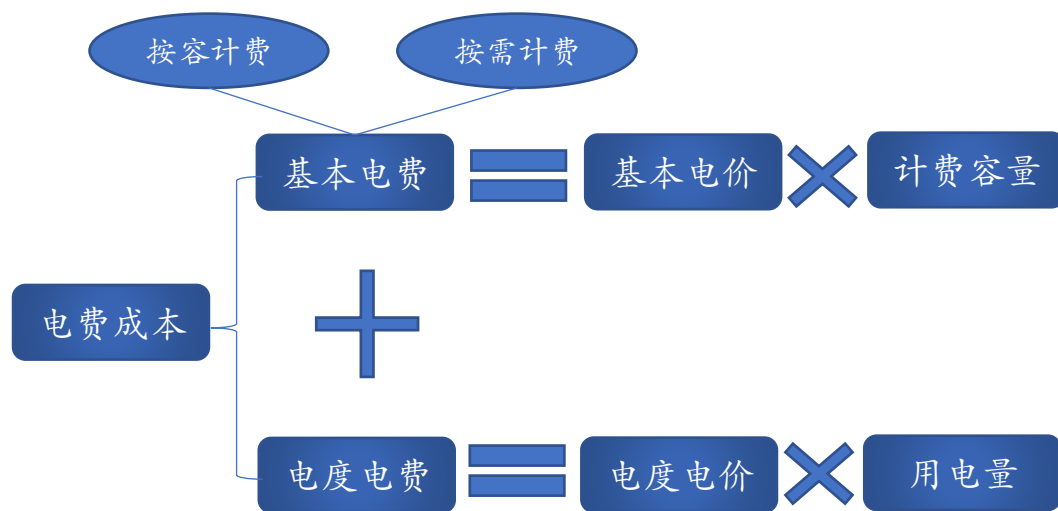 按容计费
按需计费
基本电费
基本电价
计费容量
电费成本
电度电费
电度电价
用电量